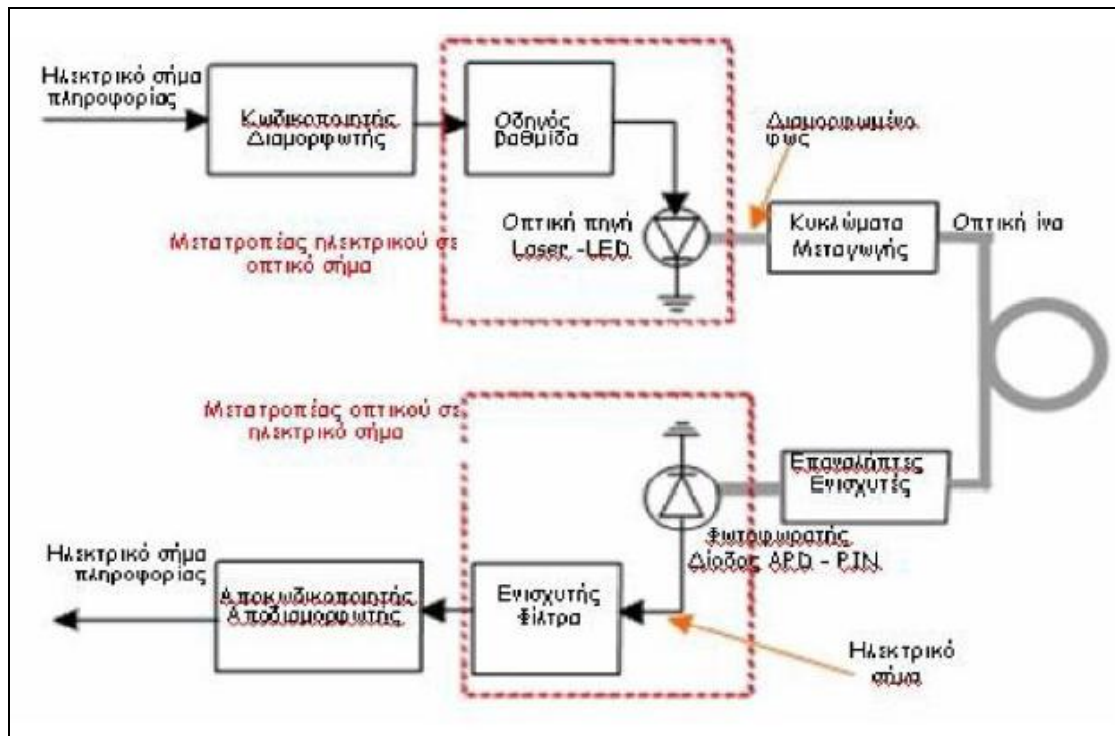 Ηλεκτρικό σήμα
πληροφορίας
Κωδικοποιητής
Διαμορφωτής
Οδηγός
βαθμίδα
Διαμορφωμένο
φως
Οπτική πηγή
Laser -LED
Κυκλώματα
Μεταγωγής
Οπτική ίνα
Μετατροπέας ηλεκτρικού σε
οπτικό σήμα
Μετατροπέας οπτικού σε
ηλεκτρικό σήμα
Επαναλήπτες
Ενισχυτές
Φωτοφωρατής
Δίοδος APD - PIN
Ηλεκτρικό σήμα
πληροφορίας
Αποκωδικοποιητής
Αποδιαμορφωτής
Ενισχυτής
Φίλτρα
Ηλεκτρικό
σήμα